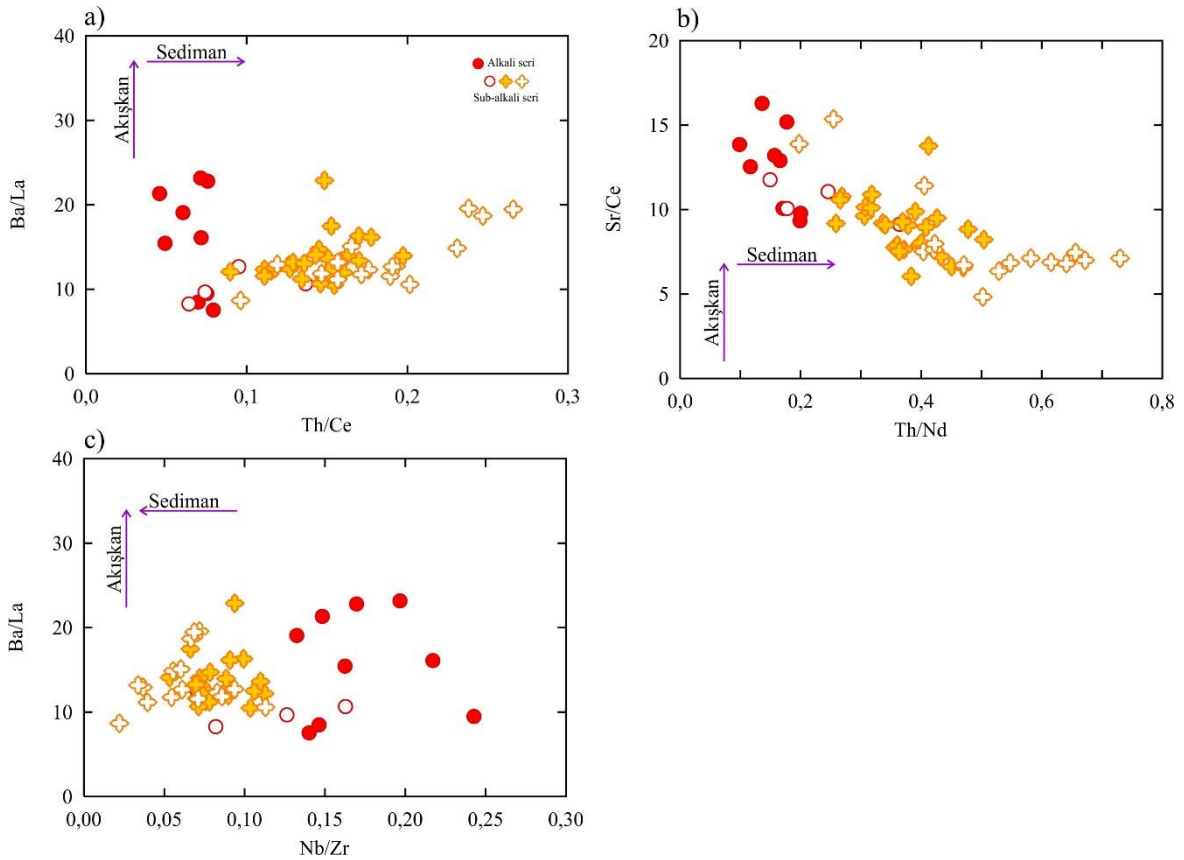 a)
40
30
20
10
0
Ba/La
Akışkan
Sediman
Alkali seri
Sub-alkali seri
0,0
0,1
0,2
0,3
Th/Ce
b)
20
15
10
5
0
Sr/Ce
Akışkan
Sediman
0,0
0,2
0,4
0,6
0,8
Th/Nd
c)
40
30
20
10
0
Ba/La
Akışkan
Sediman
0,00
0,05
0,10
0,15
0,20
0,25
0,30
Nb/Zr